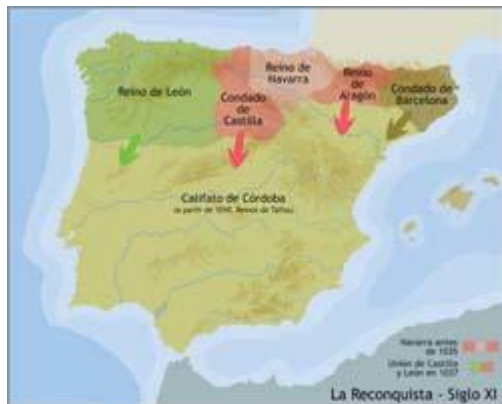 Reino de León
Condado
de
Castilla
Reino de
Navarra
Reino
de
Aragón
Condado de
Barcelona
Califato de Córdoba
(a partir de Reinos de Taifas)
Navarra antes
de 1035
Unión de Castilla
y León en 1037
La Reconquista - Siglo XI